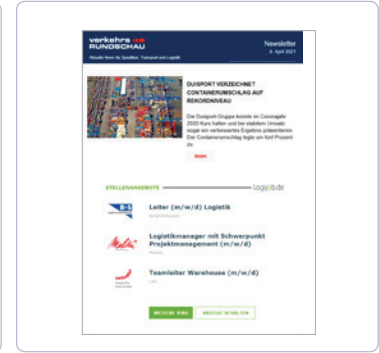 verkehrs
RUNDSCHAU
Newsletter
8. April 2021
Aktuelle News für Spedition, Transport und Logistik
DUISPORT VERZEICHNET
CONTAINERUMSCHLAG AUF
REKORDNIVEAU
Die Duisport-Gruppe konnte im Coronajahr
2020 Kurs halten und bei stabilem Umsatz
sogar ein verbessertes Ergebnis präsentieren.
Der Containerumschlag legte um fünf Prozent
zu.
lesen
STELLENANGEBOTE
Logijob.de
B+S
Leiter (m/w/d) Logistik
Melitta
Logistikmanager mit Schwerpunkt
Projektmanagement (m/w/d)
Teamleiter Warehouse (m/w/d)
WEITERE JOBS
ANZEIGE SCHALTEN